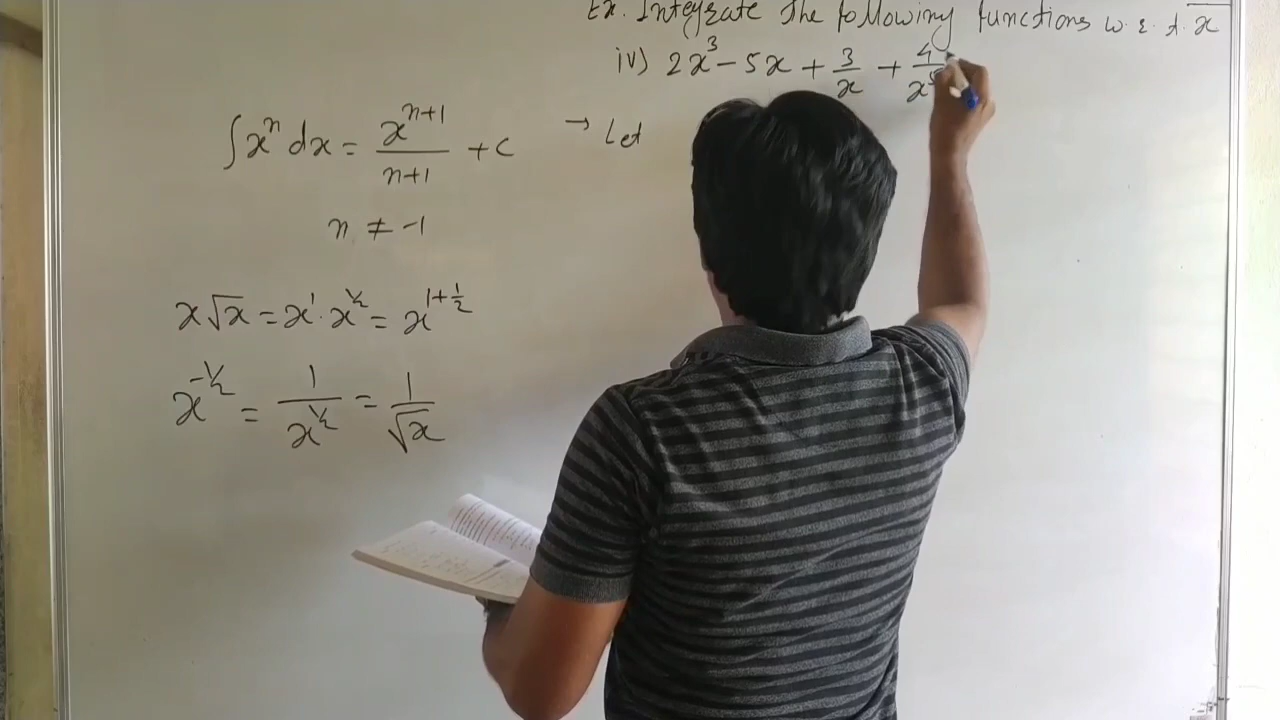 Ex. Integrate the following functions w.r.t. x
iv) 2x³ - 5x + 3/x + 4/x⁵
∫xⁿ dx = xⁿ⁺¹/n+1 + c
n ≠ -1
→ Let
x√x = x¹·x^½ = x^1+½
x^-½ = 1/x^½ = 1/√x